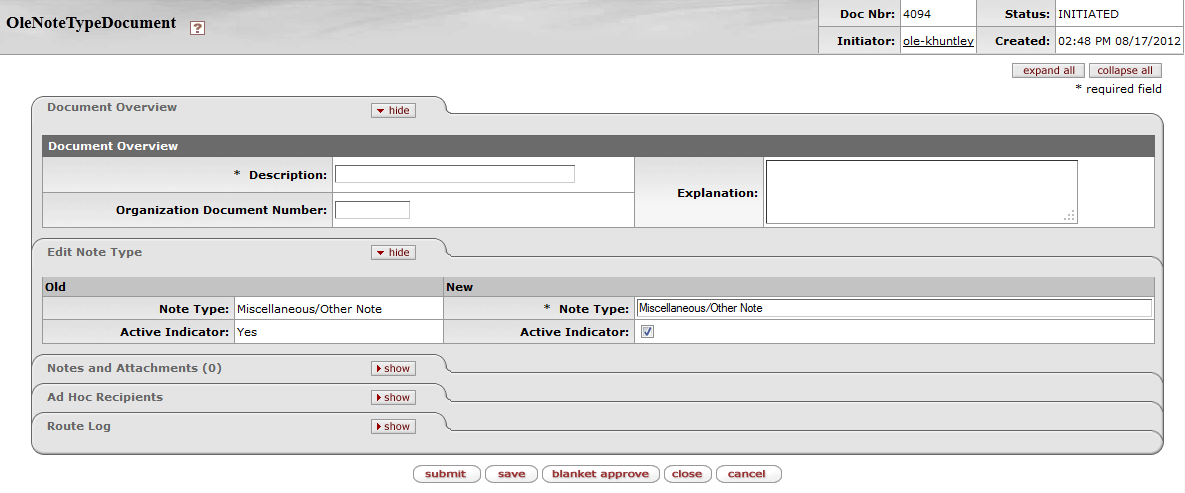 OleNoteTypeDocument ?
Doc Nbr: 4094 Status: INITIATED
Initiator: ole-khuntley Created: 02:48 PM 08/17/2012
expand all collapse all
* required field
Document Overview hide
Document Overview
* Description: Explanation:
Organization Document Number:
Edit Note Type hide
Old New
Note Type: Miscellaneous/Other Note * Note Type: Miscellaneous/Other Note
Active Indicator: Yes Active Indicator:
Notes and Attachments (0) show
Ad Hoc Recipients show
Route Log show
submit save blanket approve close cancel